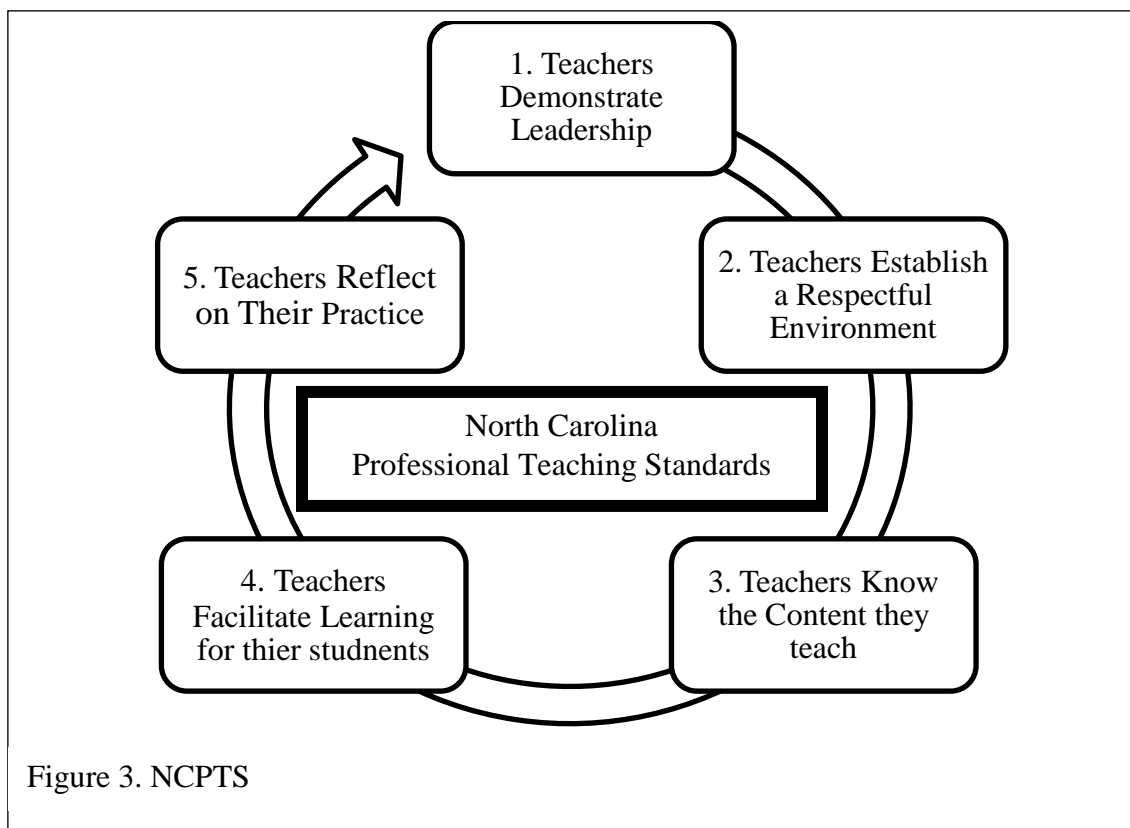 1. Teachers
Demonstrate
Leadership
2. Teachers Establish
a Respectful
Environment
3. Teachers Know
the Content they
teach
4. Teachers
Facilitate Learning
for thier studnents
5. Teachers Reflect
on Their Practice
North Carolina
Professional Teaching Standards
Figure 3. NCPTS